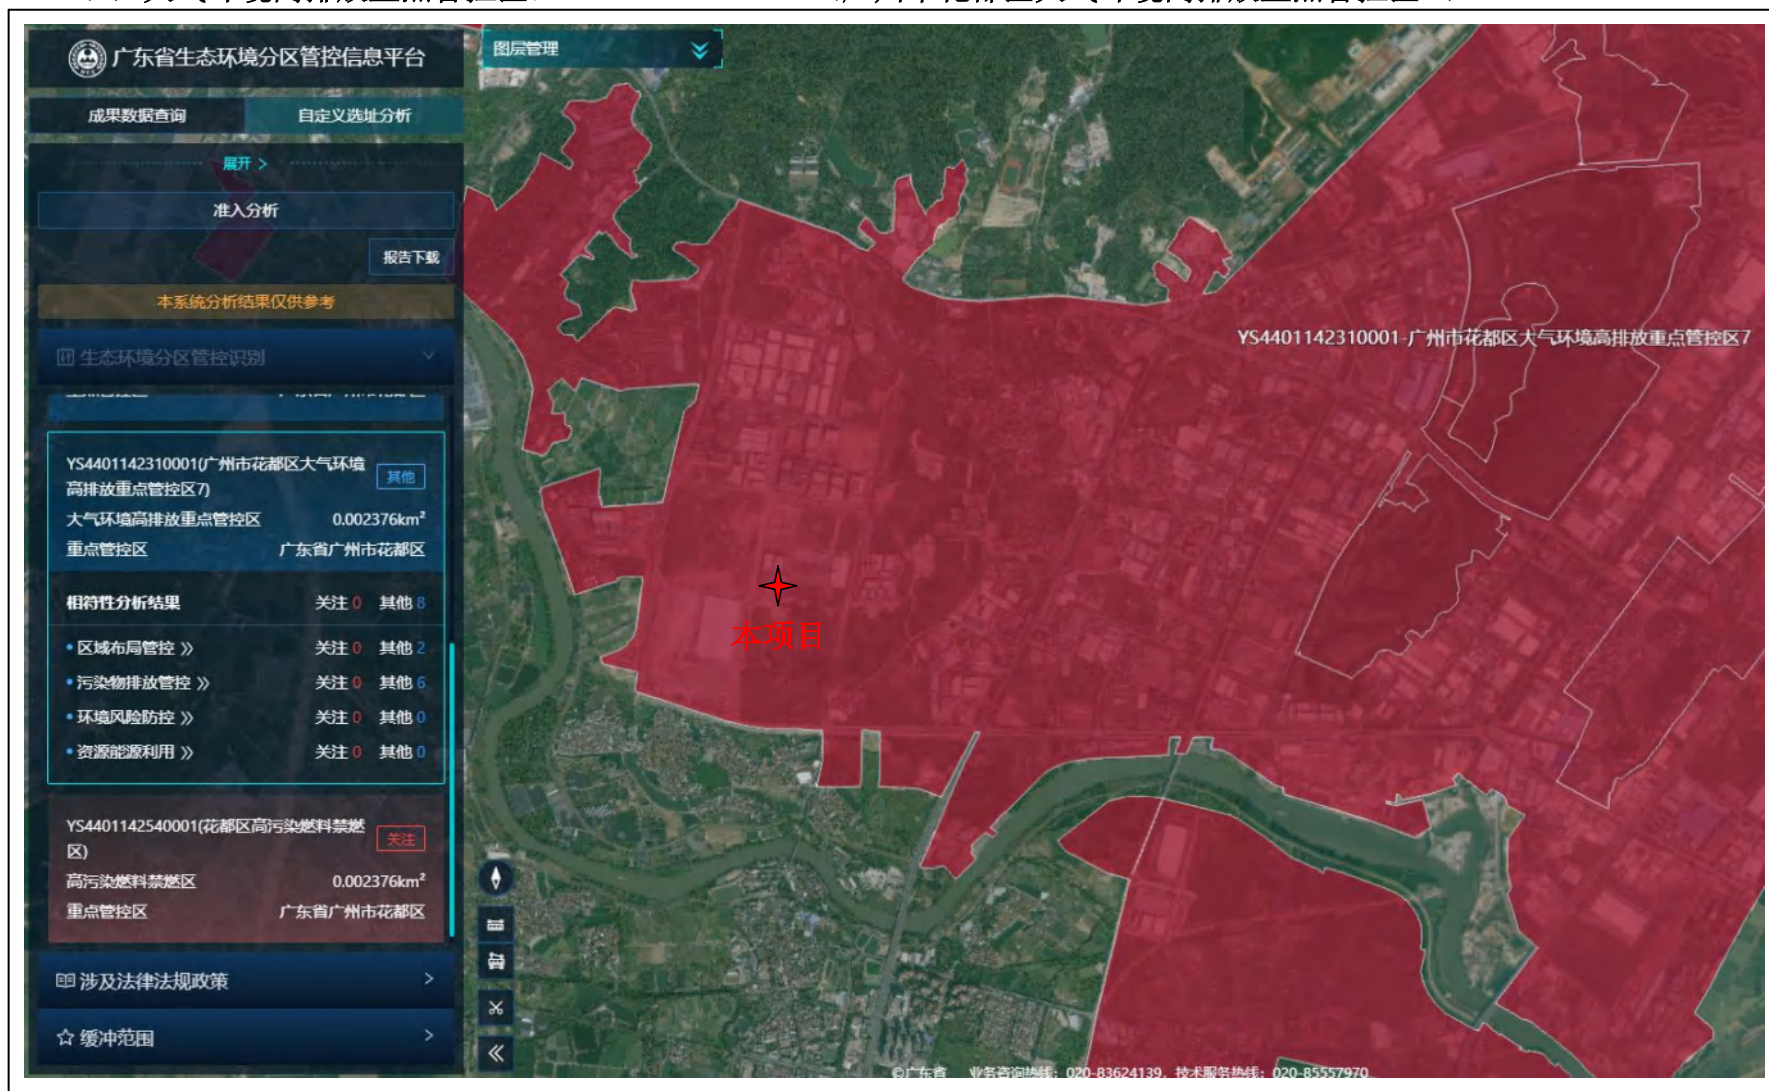 广东省生态环境分区管控信息平台
图层管理
成果数据查询
自定义选址分析
展开 >
准入分析
报告下载
本系统分析结果仅供参考
生态环境分区管控识别
YS4401142310001(广州市花都区大气环境
高排放重点管控区7)
其他
大气环境高排放重点管控区 0.002376km²
重点管控区 广东省广州市花都区
相符性分析结果 关注 0 其他 8
• 区域布局管控 》 关注 0 其他 2
• 污染物排放管控 》 关注 0 其他 6
• 环境风险防控 》 关注 0 其他 0
• 资源能源利用 》 关注 0 其他 0
YS4401142540001(花都区高污染燃料禁燃
区)
关注
高污染燃料禁燃区 0.002376km²
重点管控区 广东省广州市花都区
涉及法律法规政策 >
缓冲范围 >
YS4401142310001-广州市花都区大气环境高排放重点管控区7
本项目
©广东省 业务咨询热线：020-83624139，技术服务热线：020-85557970